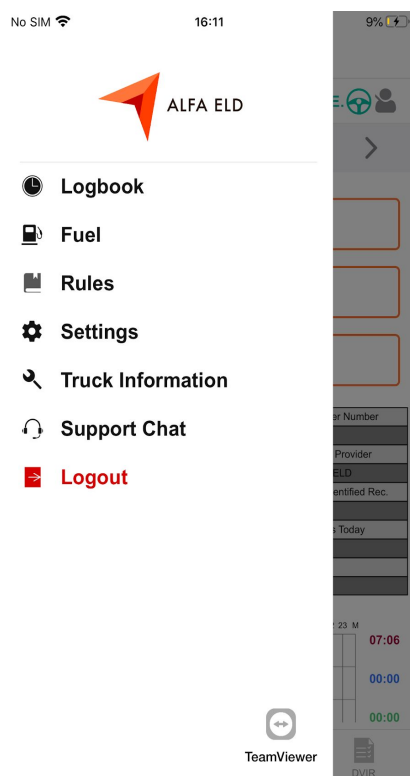 No SIM 16:11 9%
ALFA ELD
E.
Logbook
Fuel
Rules
Settings
Truck Information
Support Chat
Logout
er Number
Provider
ELD
entified Rec.
s Today
23 M
07:06
00:00
00:00
TeamViewer
DVIR